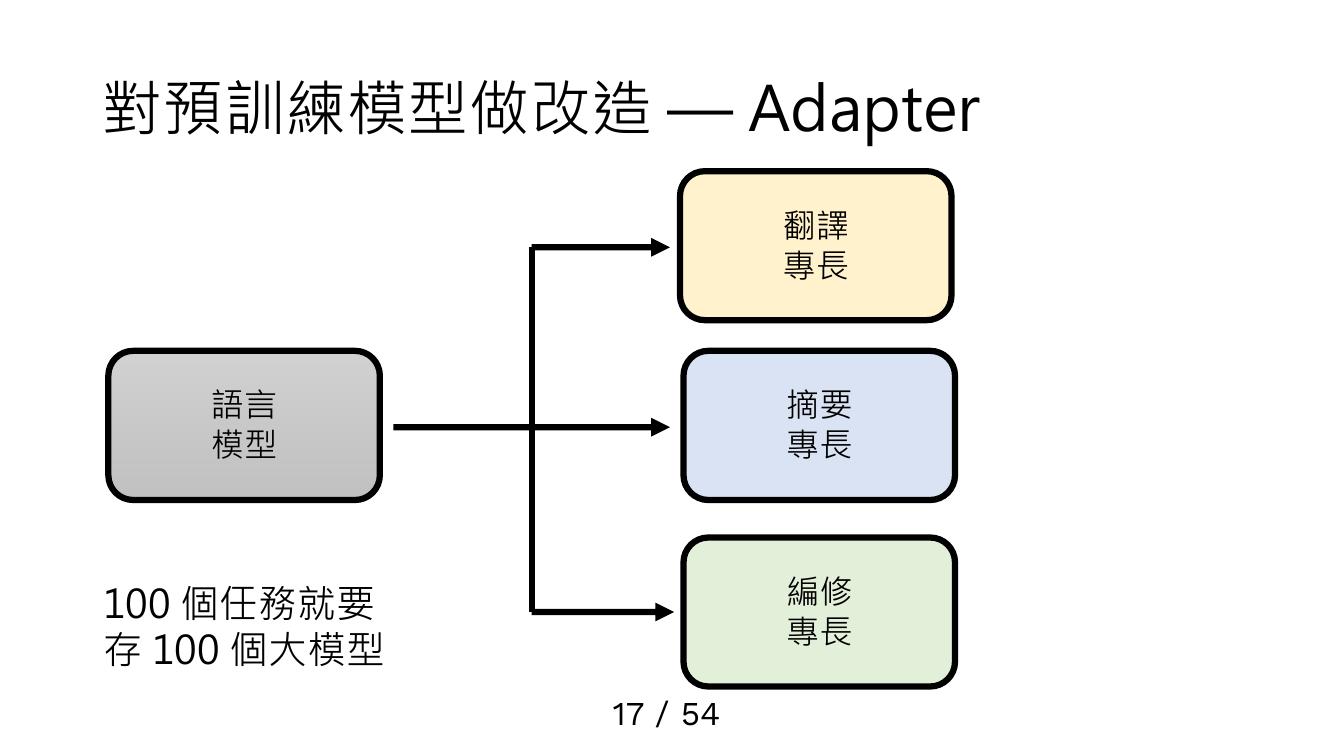 對預訓練模型做改造 — Adapter
翻譯
專長
語言
模型
摘要
專長
編修
專長
100 個任務就要
存 100 個大模型
17 / 54